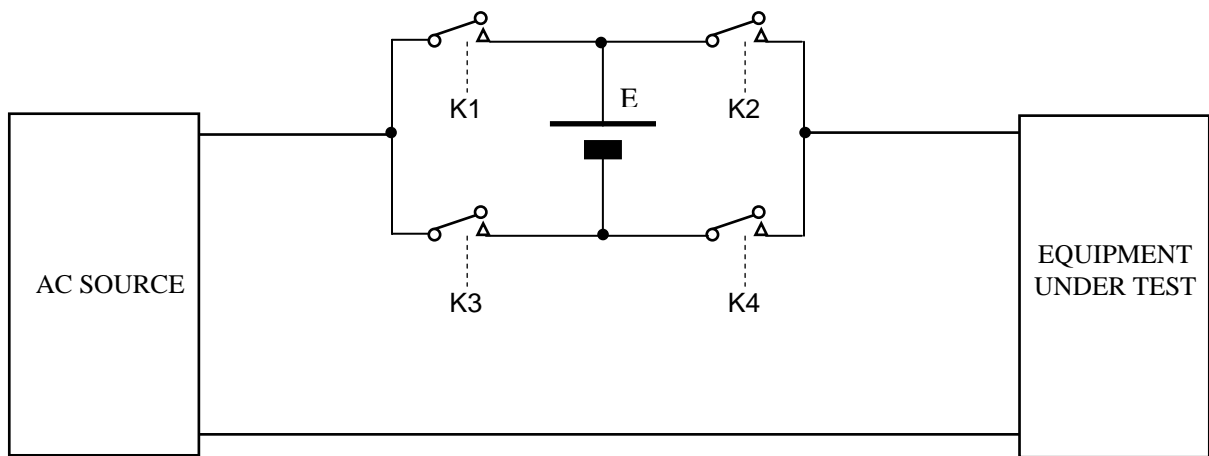 E
K1
K2
AC SOURCE
EQUIPMENT
UNDER TEST
K3
K4